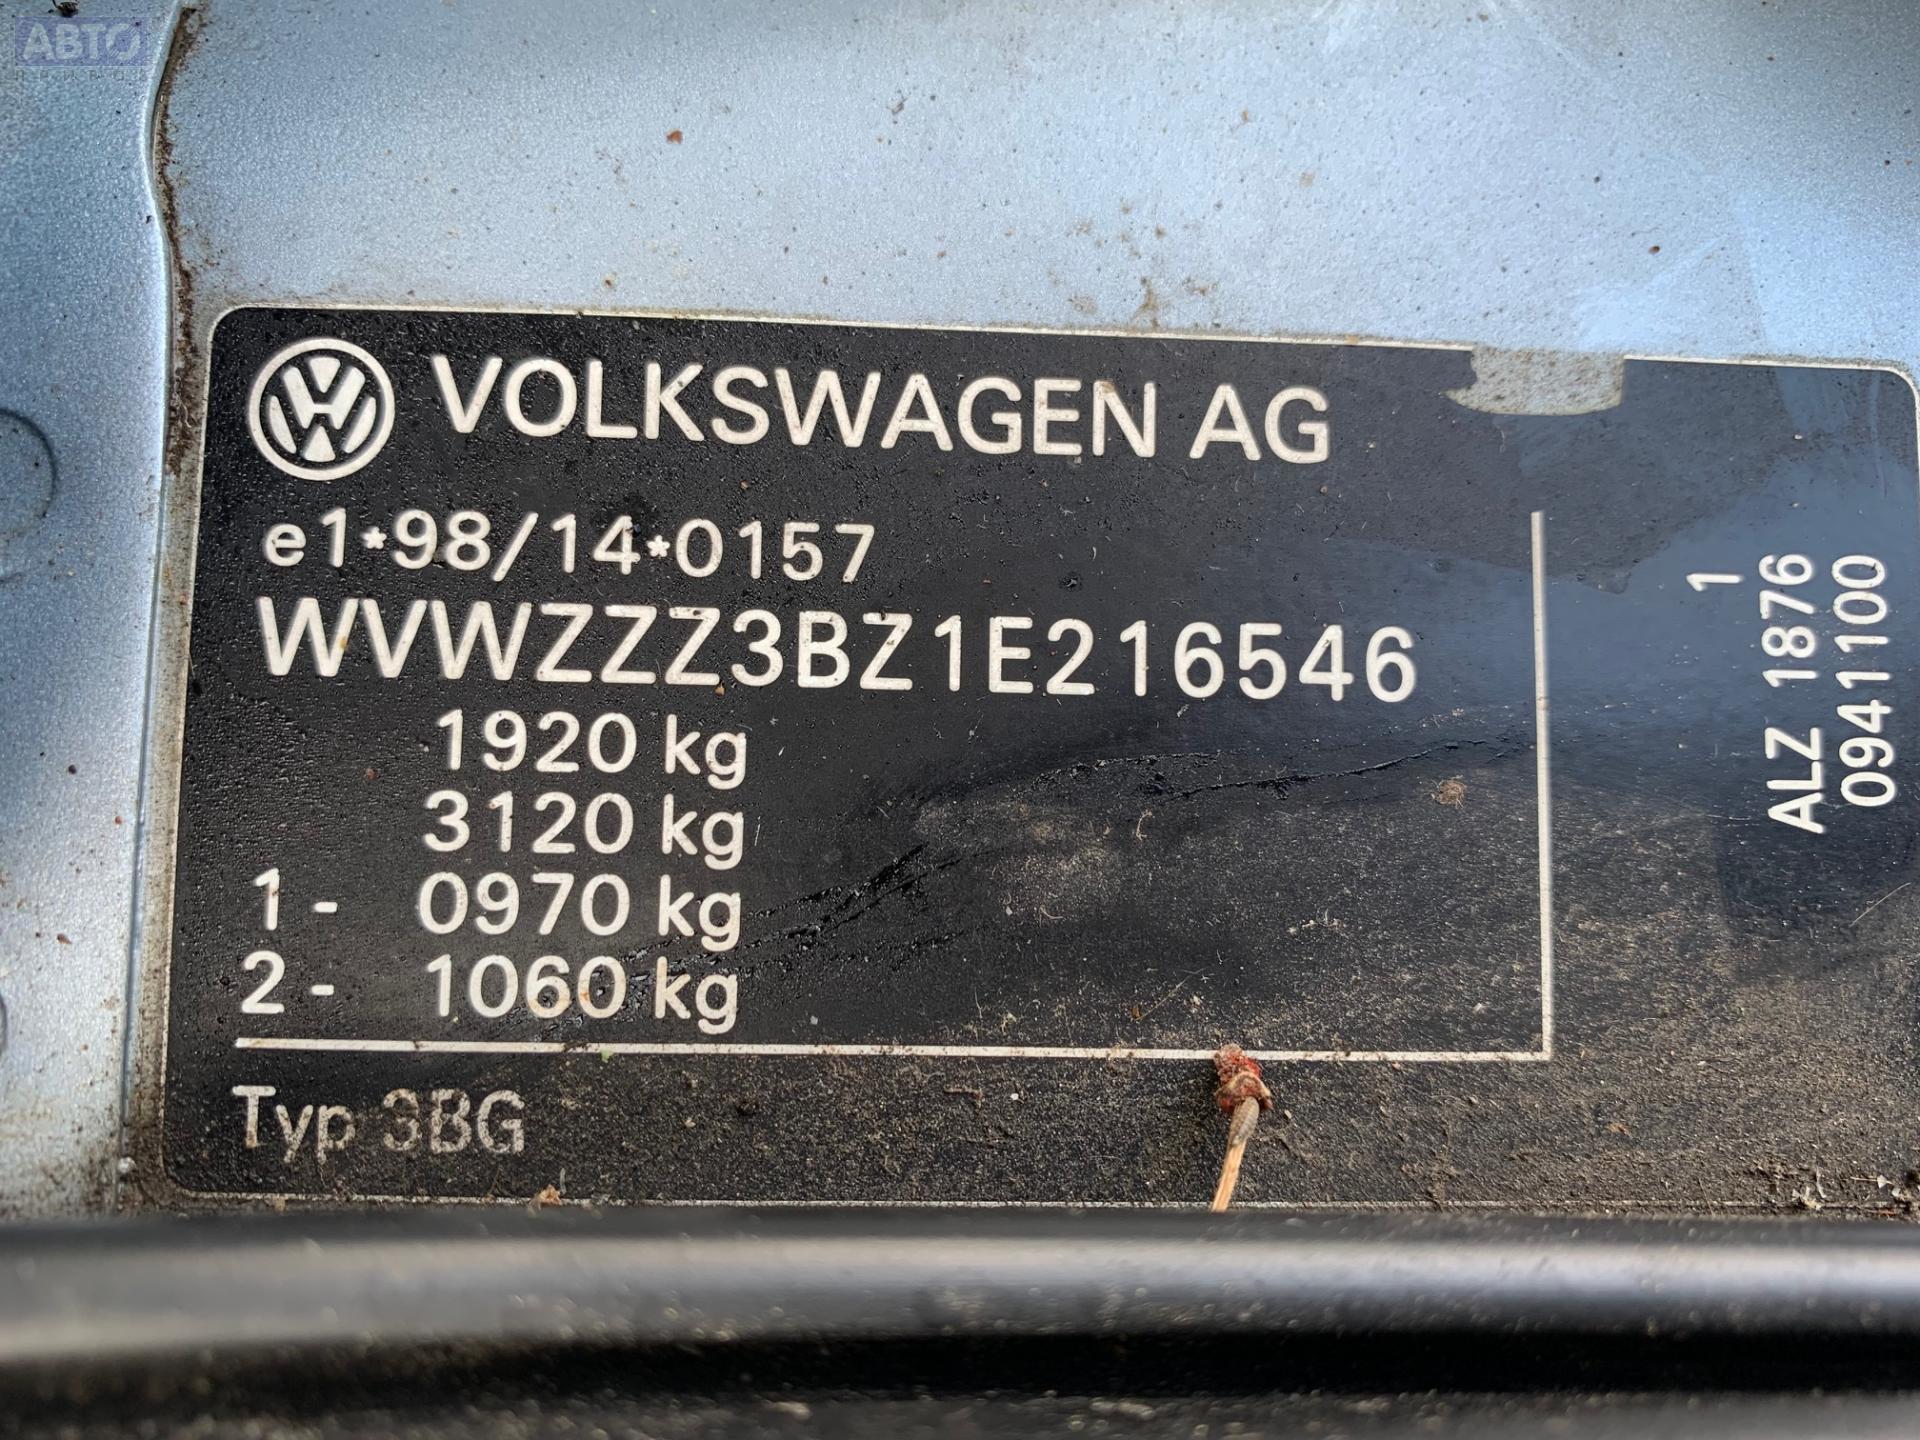 АВТО
ПРИВОЗ
VOLKSWAGEN AG
e1*98/14*0157
WVWZZZ3BZ1E216546
1920 kg
3120 kg
1- 0970 kg
2- 1060 kg
Typ 3BG
1
ALZ 1876
0941100